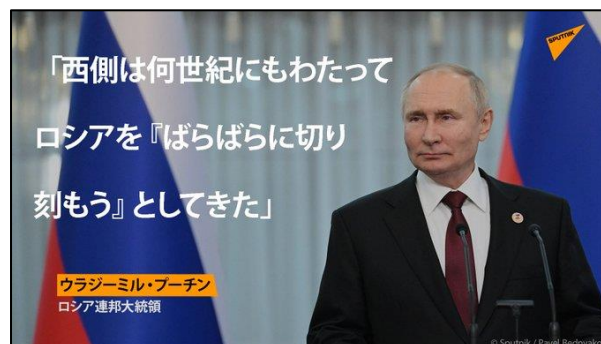 SPUTNIK
「西側は何世紀にもわたって
ロシアを『ばらばらに切り
刻もう』としてきた」
ウラジーミル・プーチン
ロシア連邦大統領
© Sputnik / Pavel Bednyakov